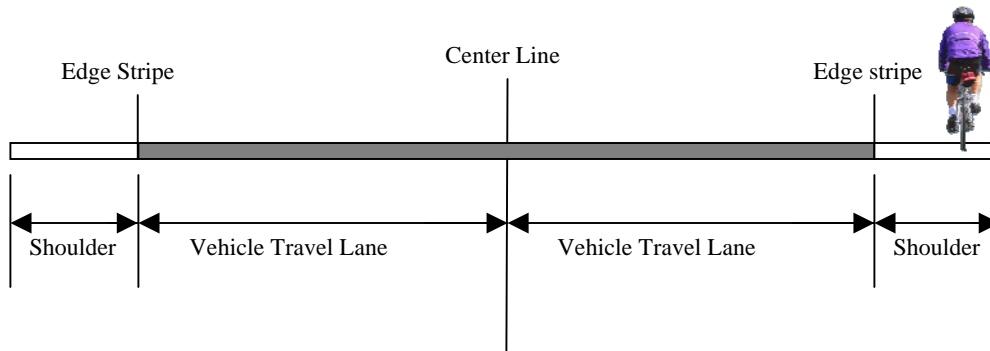 Center Line
Edge Stripe
Edge stripe
Shoulder
Vehicle Travel Lane
Vehicle Travel Lane
Shoulder